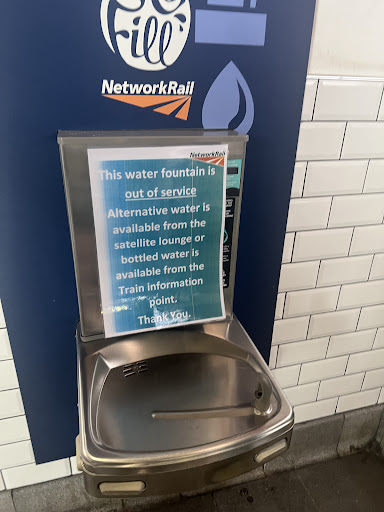 fill
NetworkRail
NetworkRail
This water fountain is
out of service
Alternative water is
available from the
satellite lounge or
bottled water is
available from the
Train information
point.
Thank You.